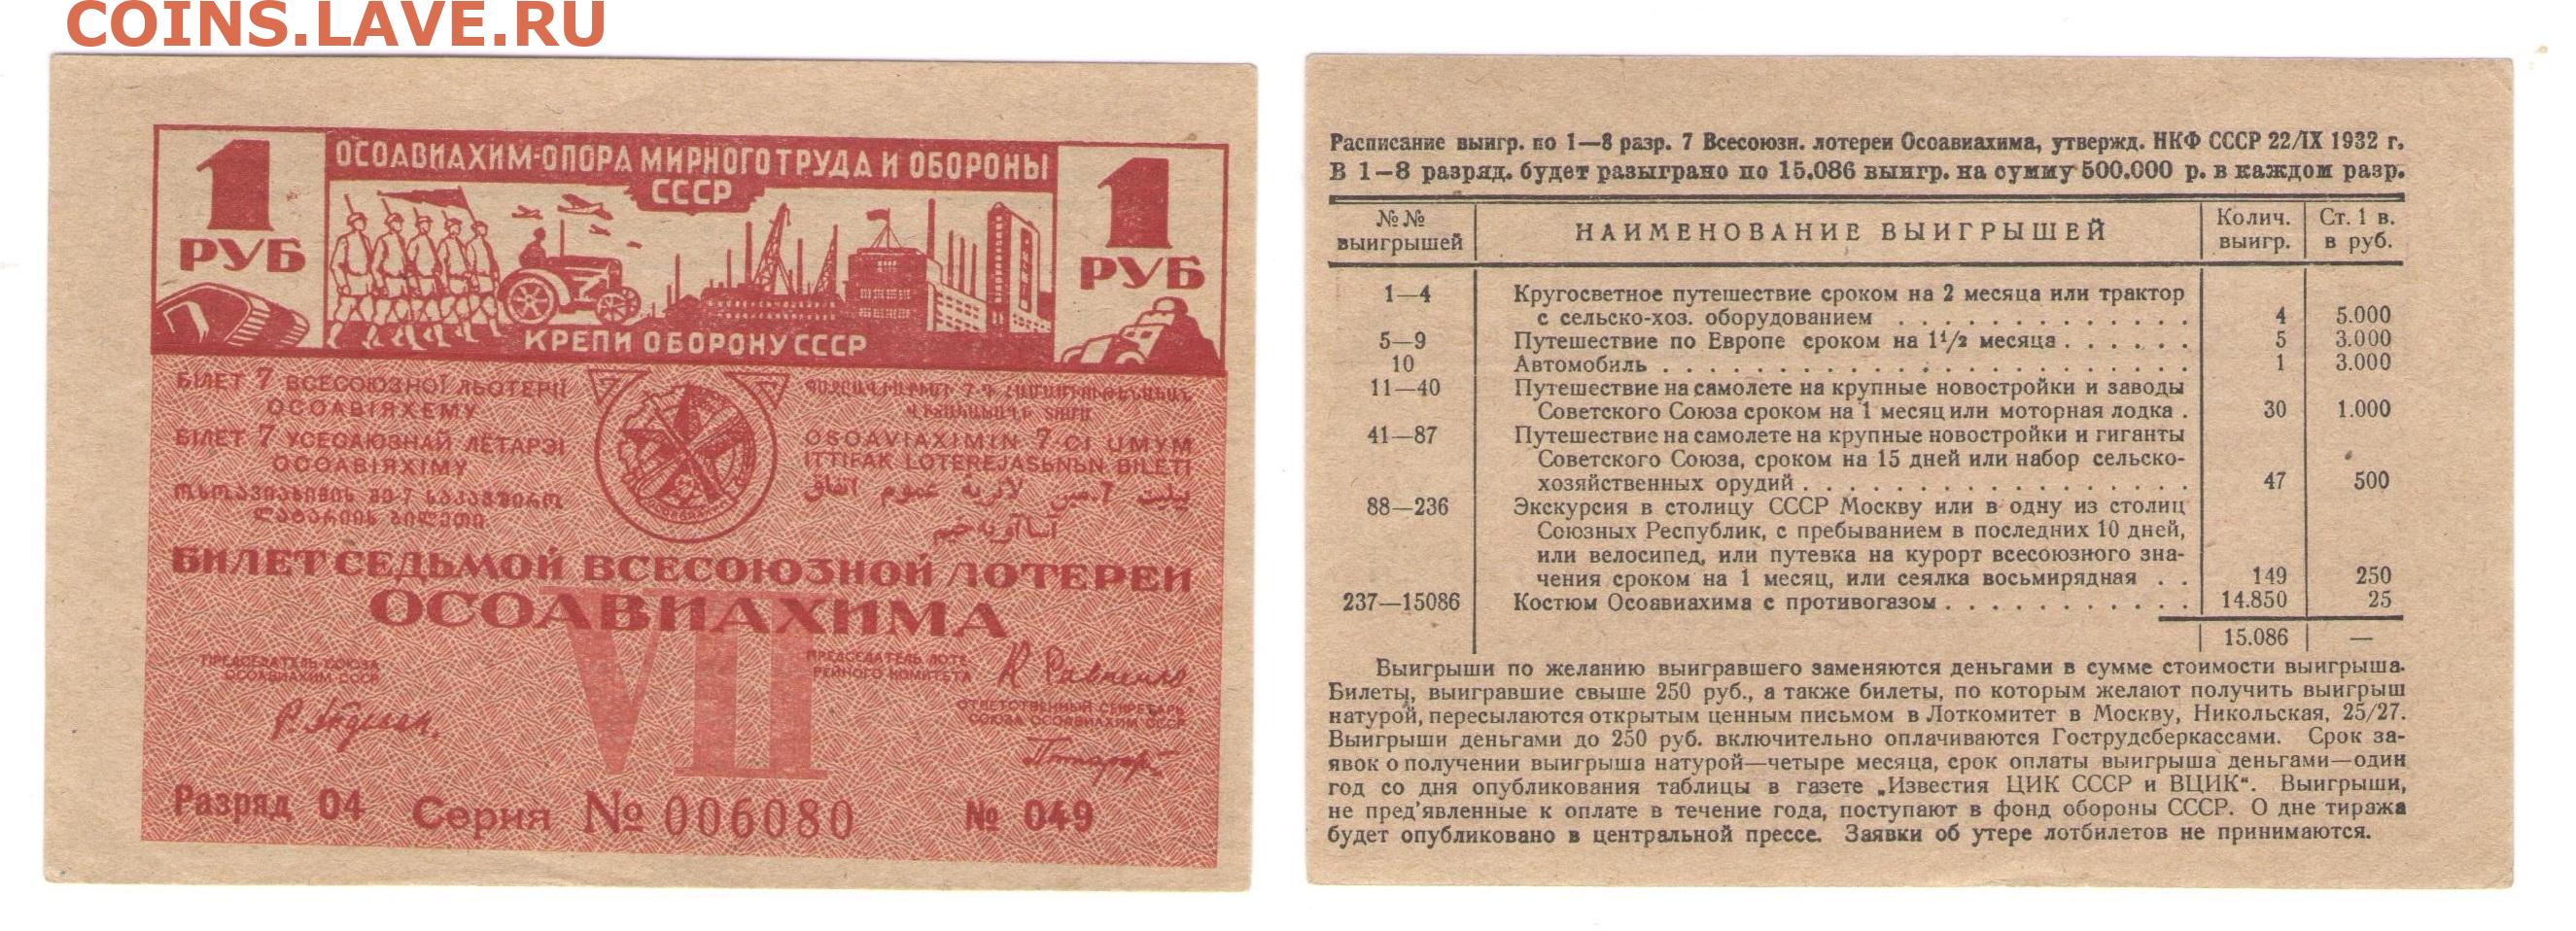 COINS.LAVE.RU
1
РУБ
ОСОАВИАХИМ-ОПОРА МИРНОГО ТРУДА И ОБОРОНЫ
СССР
1
РУБ
КРЕПИ ОБОРОНУ СССР
БІЛЕТ 7 ВСЕСОЮЗНОЇ ЛЬОТЕРІЇ
ОСОАВІЯХЕМУ
БІЛЕТ 7 УСЕСАЮЗНАЙ ЛЁТАРЭІ
ОСОАВІЯХІМУ
OSOAVIAXIMIN 7-CI UMYM
ITTIFAK LOTEREJASЬNЬN BILETI
БИЛЕТ СЕДЬМОЙ ВСЕСОЮЗНОЙ ЛОТЕРЕИ
ОСОАВИАХИМА
VII
ПРЕДСЕДАТЕЛЬ СОЮЗА
ОСОАВИАХИМ СССР
ПРЕДСЕДАТЕЛЬ ЛОТЕ
РЕЙНОГО КОМИТЕТА
ОТВЕТСТВЕННЫЙ СЕКРЕТАРЬ
СОЮЗА ОСОАВИАХИМ СССР
Разряд 04 Серия № 006080 № 049
Расписание выигр. по 1—8 разр. 7 Всесоюзн. лотереи Осоавиахима, утвержд. НКФ СССР 22/IX 1932 г.
В 1—8 разряд. будет разыграно по 15.086 выигр. на сумму 500.000 р. в каждом разр.
№№ выигрышей НАИМЕНОВАНИЕ ВЫИГРЫШЕЙ Колич. выигр. Ст. 1 в. в руб.
1—4 Кругосветное путешествие сроком на 2 месяца или трактор
с сельско-хоз. оборудованием . . . . . . . . . . . . . 4 5.000
5—9 Путешествие по Европе сроком на 1½ месяца . . . . . . 5 3.000
10 Автомобиль . . . . . . . . . . . . . . . . . . . . . 1 3.000
11—40 Путешествие на самолете на крупные новостройки и заводы
Советского Союза сроком на 1 месяц или моторная лодка . 30 1.000
41—87 Путешествие на самолете на крупные новостройки и гиганты
Советского Союза, сроком на 15 дней или набор сельско-
хозяйственных орудий . . . . . . . . . . . . . . . . . 47 500
88—236 Экскурсия в столицу СССР Москву или в одну из столиц
Союзных Республик, с пребыванием в последних 10 дней,
или велосипед, или путевка на курорт всесоюзного зна-
чения сроком на 1 месяц, или сеялка восьмирядная . . 149 250
237—15086 Костюм Осоавиахима с противогазом . . . . . . . . . . . 14.850 25
15.086 —
Выигрыши по желанию выигравшего заменяются деньгами в сумме стоимости выигрыша.
Билеты, выигравшие свыше 250 руб., а также билеты, по которым желают получить выигрыш
натурой, пересылаются открытым ценным письмом в Лоткомитет в Москву, Никольская, 25/27.
Выигрыши деньгами до 250 руб. включительно оплачиваются Гострудсберкассами. Срок за-
явок о получении выигрыша натурой—четыре месяца, срок оплаты выигрыша деньгами—один
год со дня опубликования таблицы в газете „Известия ЦИК СССР и ВЦИК“. Выигрыши,
не пред'явленные к оплате в течение года, поступают в фонд обороны СССР. О дне тиража
будет опубликовано в центральной прессе. Заявки об утере лотбилетов не принимаются.